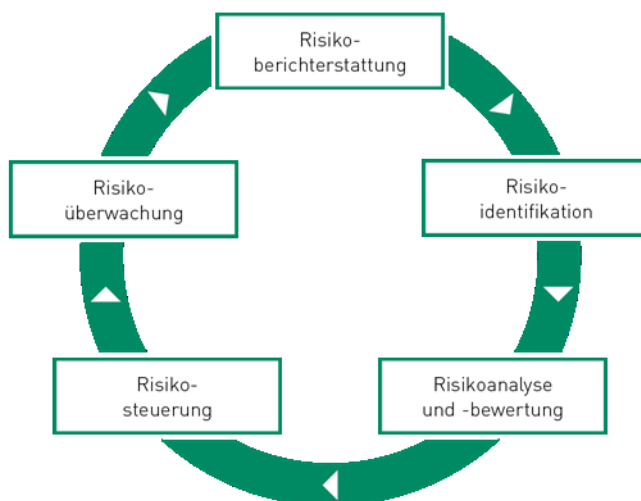 Risiko-
berichterstattung
Risiko-
identifikation
Risikoanalyse
und -bewertung
Risiko-
steuerung
Risiko-
überwachung